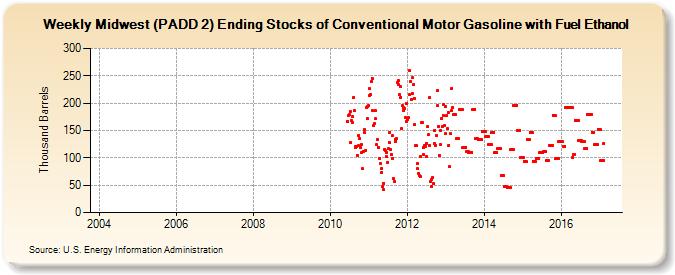 Weekly Midwest (PADD 2) Ending Stocks of Conventional Motor Gasoline with Fuel Ethanol
Thousand Barrels
300
250
200
150
100
50
0
2004 2006 2008 2010 2012 2014 2016
Source: U.S. Energy Information Administration